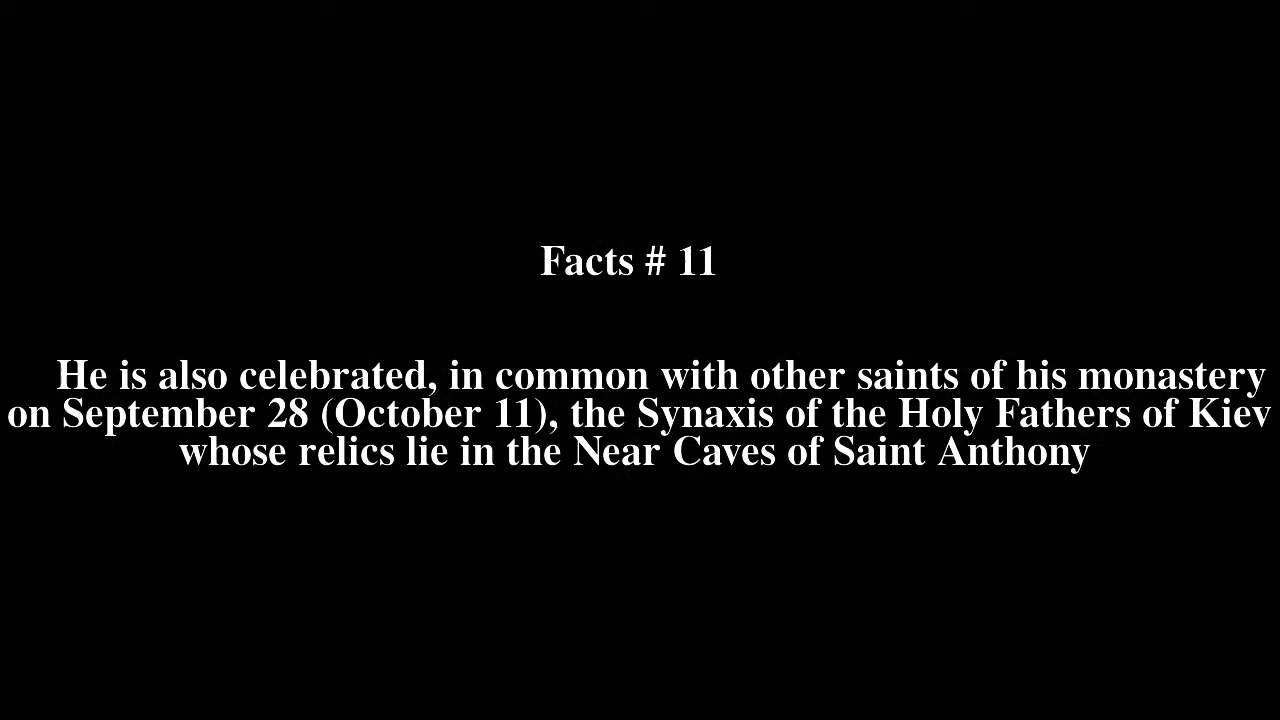 Facts # 11
He is also celebrated, in common with other saints of his monastery
on September 28 (October 11), the Synaxis of the Holy Fathers of Kiev
whose relics lie in the Near Caves of Saint Anthony